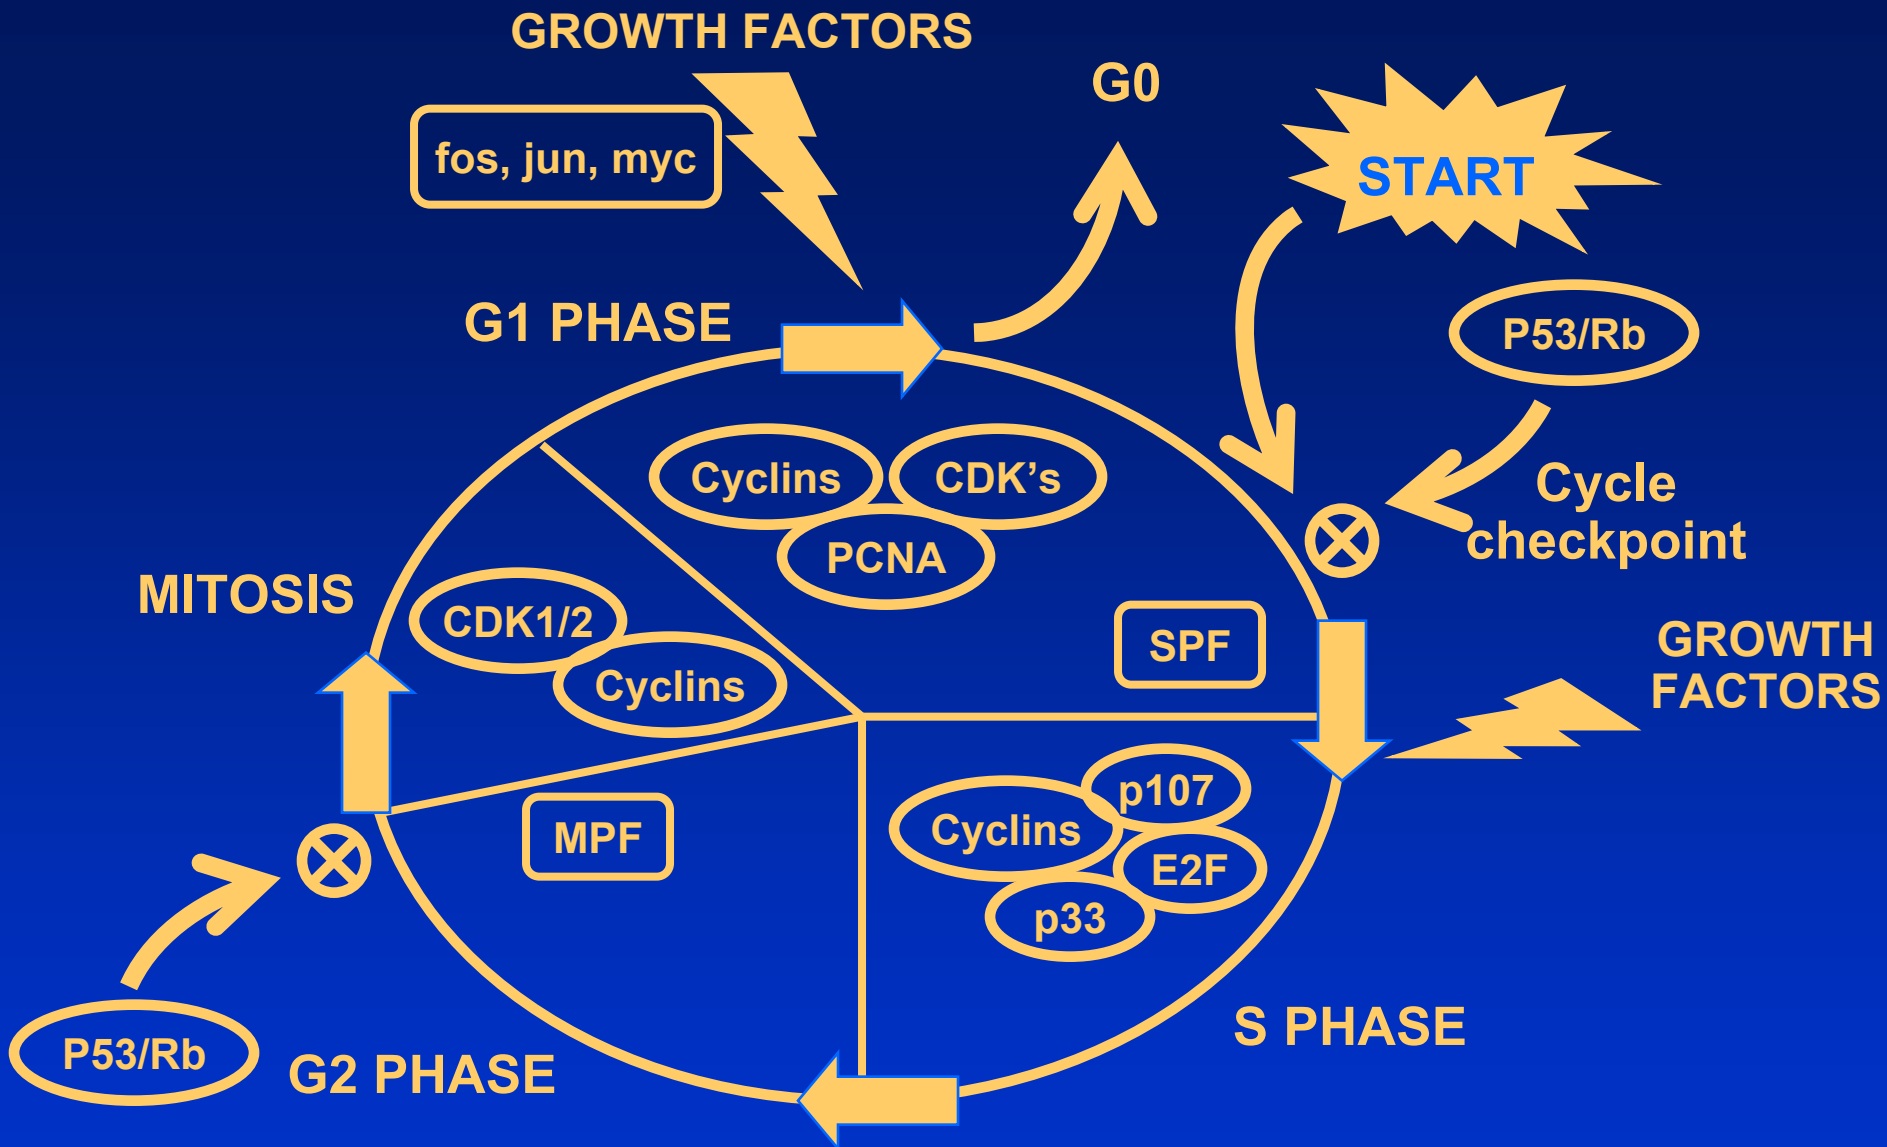 GROWTH FACTORS
G0
fos, jun, myc
START
G1 PHASE
P53/Rb
Cyclins
CDK’s
PCNA
Cycle
checkpoint
MITOSIS
CDK1/2
Cyclins
SPF
GROWTH
FACTORS
MPF
p107
Cyclins
E2F
p33
S PHASE
P53/Rb
G2 PHASE